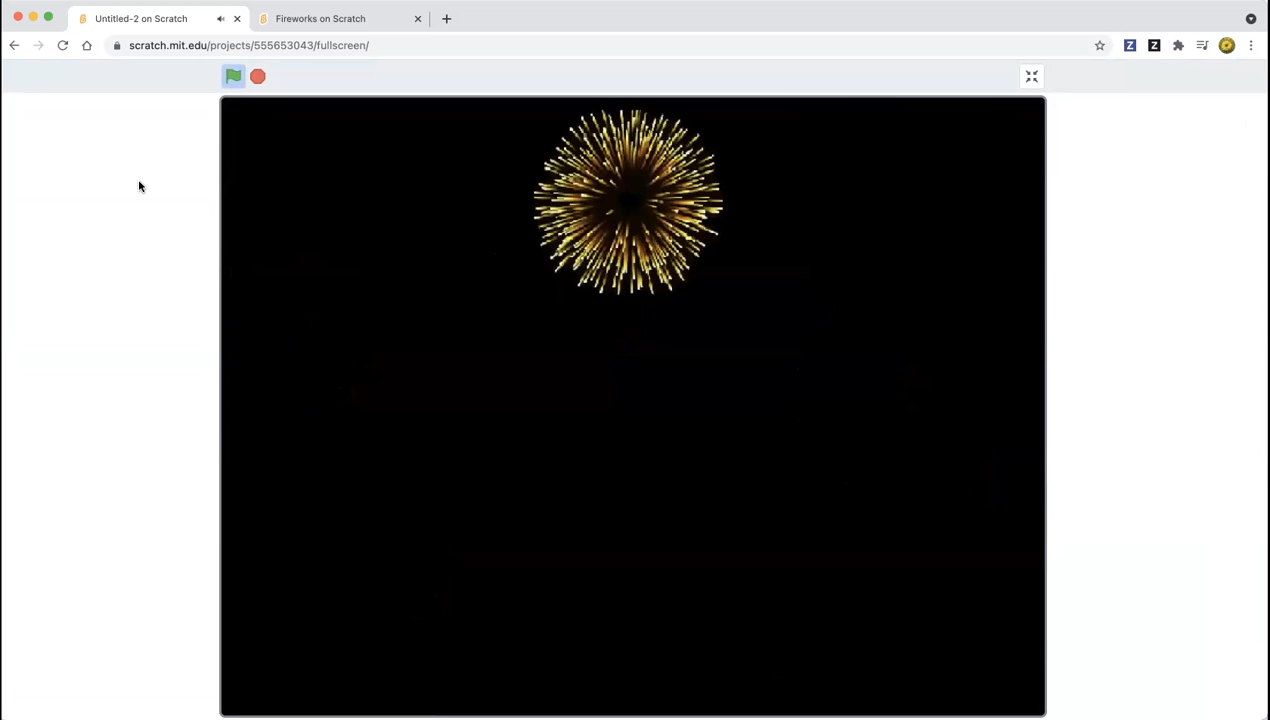 Untitled-2 on Scratch
Fireworks on Scratch
scratch.mit.edu/projects/555653043/fullscreen/